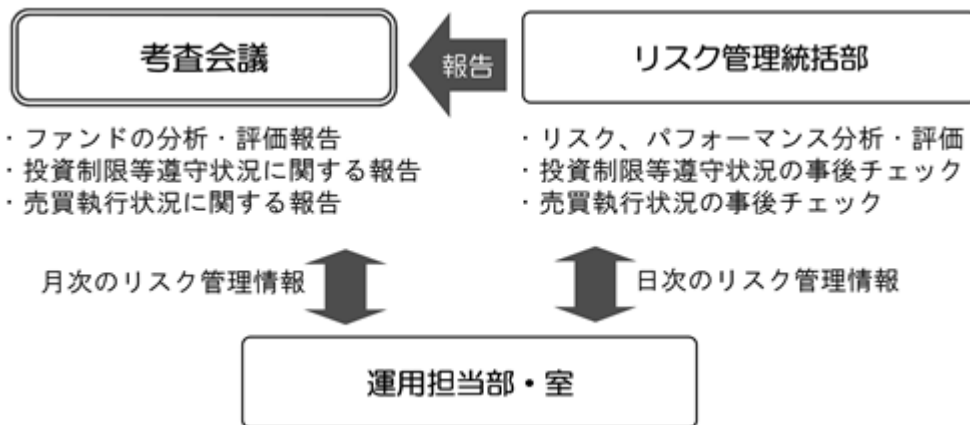 考査会議
報告
リスク管理統括部
・ファンドの分析・評価報告
・投資制限等遵守状況に関する報告
・売買執行状況に関する報告
・リスク、パフォーマンス分析・評価
・投資制限等遵守状況の事後チェック
・売買執行状況の事後チェック
月次のリスク管理情報
日次のリスク管理情報
運用担当部・室